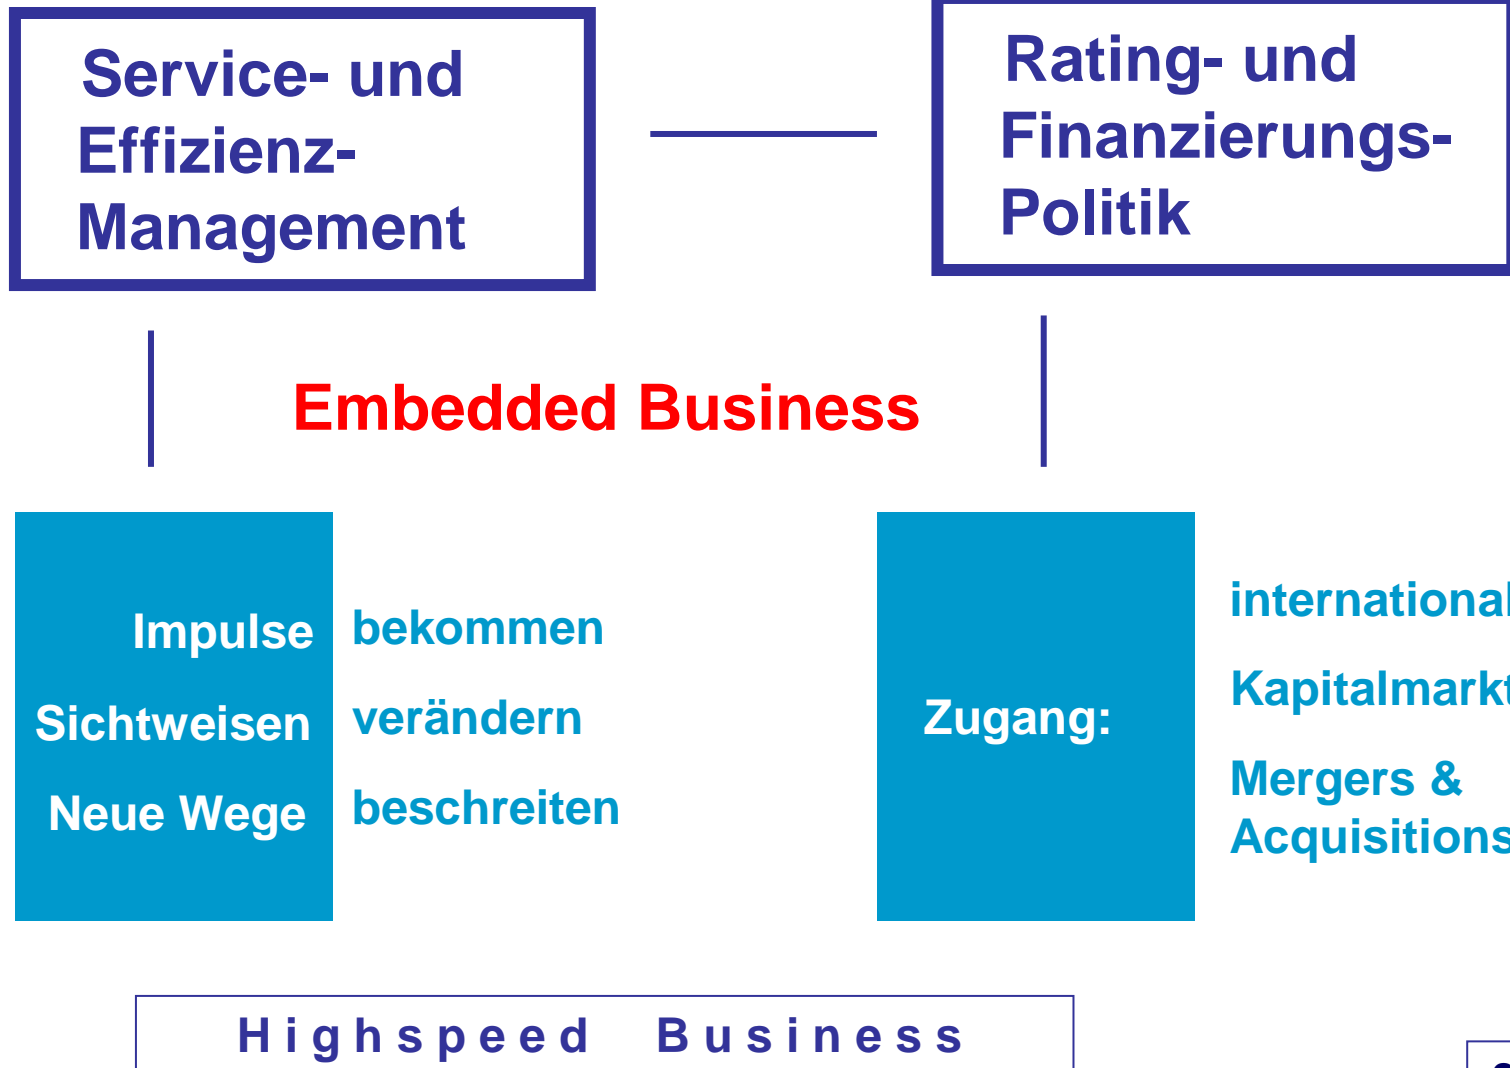 Service- und
Effizienz-
Management
Rating- und
Finanzierungs-
Politik
Embedded Business
Impulse bekommen
Sichtweisen verändern
Neue Wege beschreiten
Zugang:
international
Kapitalmarkt
Mergers &
Acquisitions
Highspeed Business